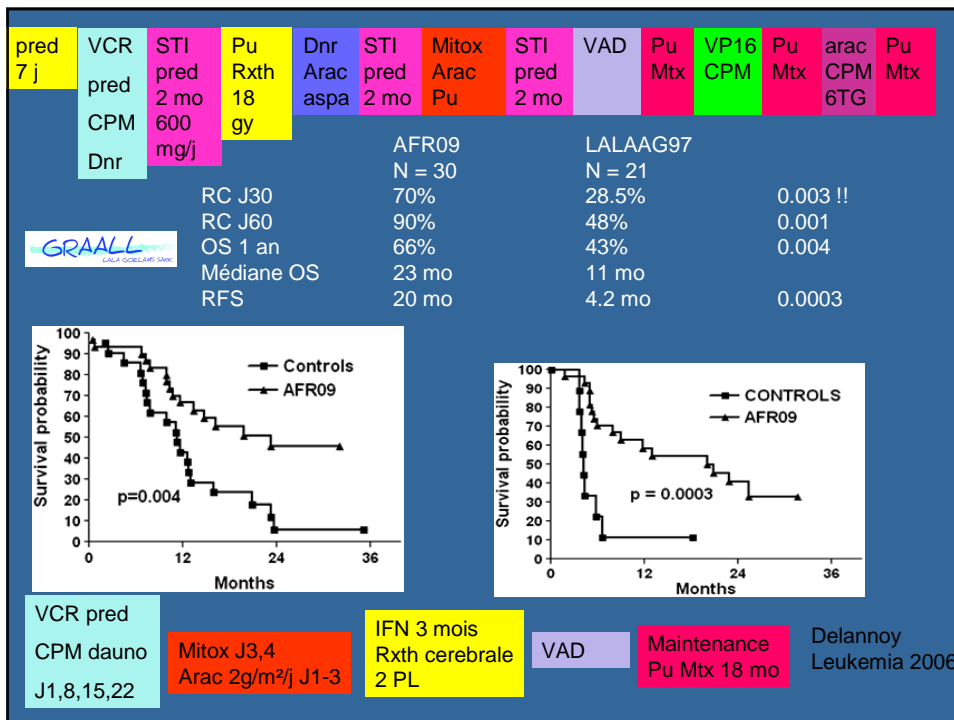 pred
7 j
VCR
pred
CPM
Dnr
STI
pred
2 mo
600
mg/j
Pu
Rxth
18
gy
Dnr
Arac
aspa
STI
pred
2 mo
Mitox
Arac
Pu
STI
pred
2 mo
VAD
Pu
Mtx
VP16
CPM
Pu
Mtx
arac
CPM
6TG
Pu
Mtx
AFR09 LALAAG97
N = 30 N = 21
RC J30 70% 28.5% 0.003 !!
RC J60 90% 48% 0.001
OS 1 an 66% 43% 0.004
Médiane OS 23 mo 11 mo
RFS 20 mo 4.2 mo 0.0003
GRAALL
LALA GOELAMS SAKK
Survival probability
100
90
80
70
60
50
40
30
20
10
0
Controls
AFR09
p=0.004
0 12 24 36
Months
Survival probability
100
90
80
70
60
50
40
30
20
10
0
CONTROLS
AFR09
p = 0.0003
0 12 24 36
Months
VCR pred
CPM dauno
J1,8,15,22
Mitox J3,4
Arac 2g/m²/j J1-3
IFN 3 mois
Rxth cerebrale
2 PL
VAD
Maintenance
Pu Mtx 18 mo
Delannoy
Leukemia 2006